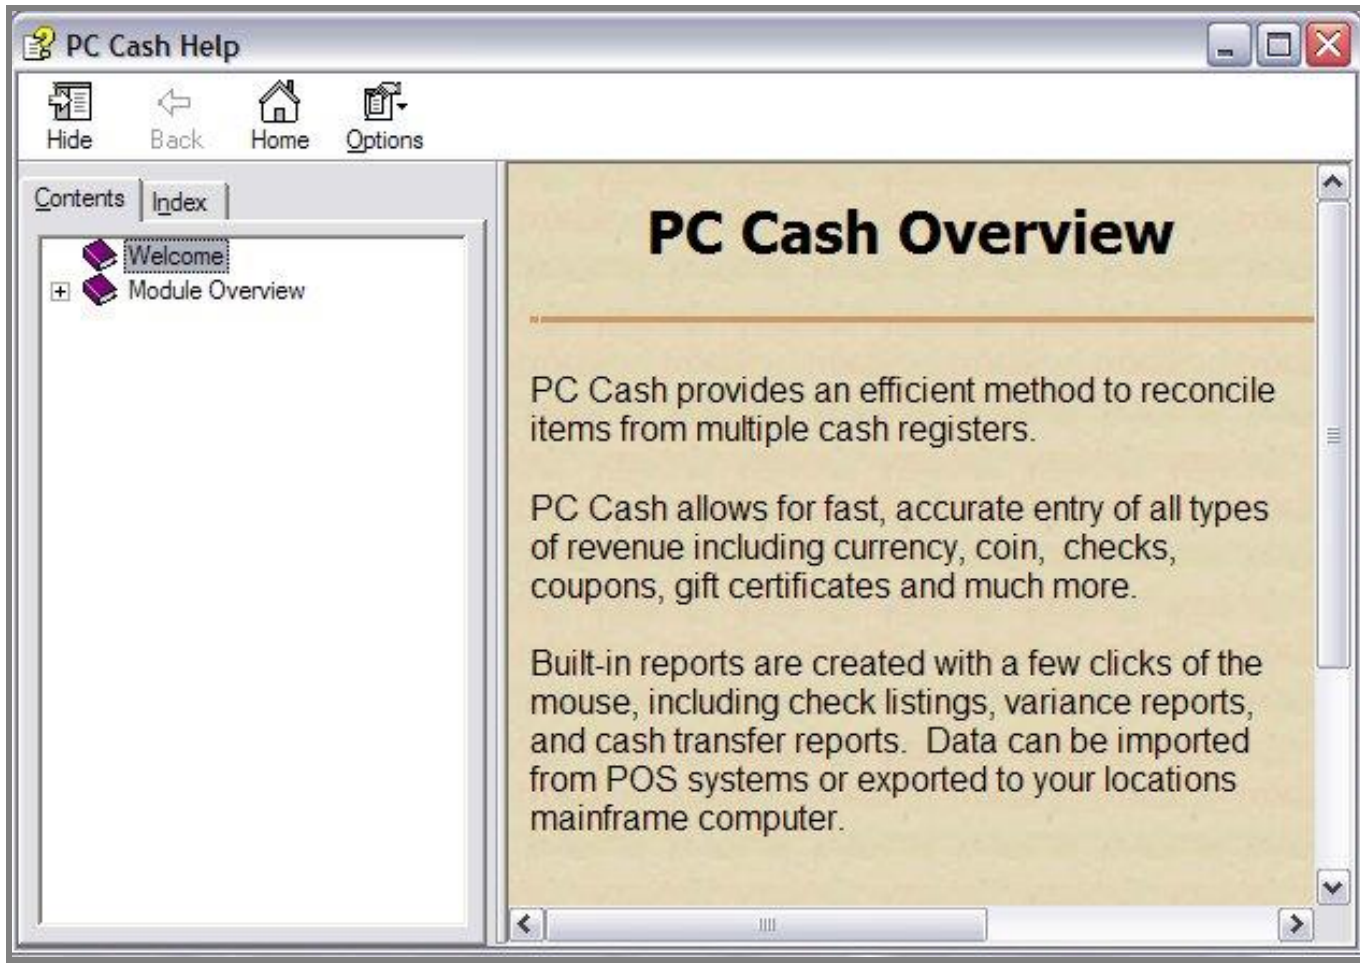 PC Cash Help
Hide Back Home Options
Contents Index
Welcome
Module Overview
PC Cash Overview
PC Cash provides an efficient method to reconcile
items from multiple cash registers.
PC Cash allows for fast, accurate entry of all types
of revenue including currency, coin,  checks,
coupons, gift certificates and much more.
Built-in reports are created with a few clicks of the
mouse, including check listings, variance reports,
and cash transfer reports.  Data can be imported
from POS systems or exported to your locations
mainframe computer.